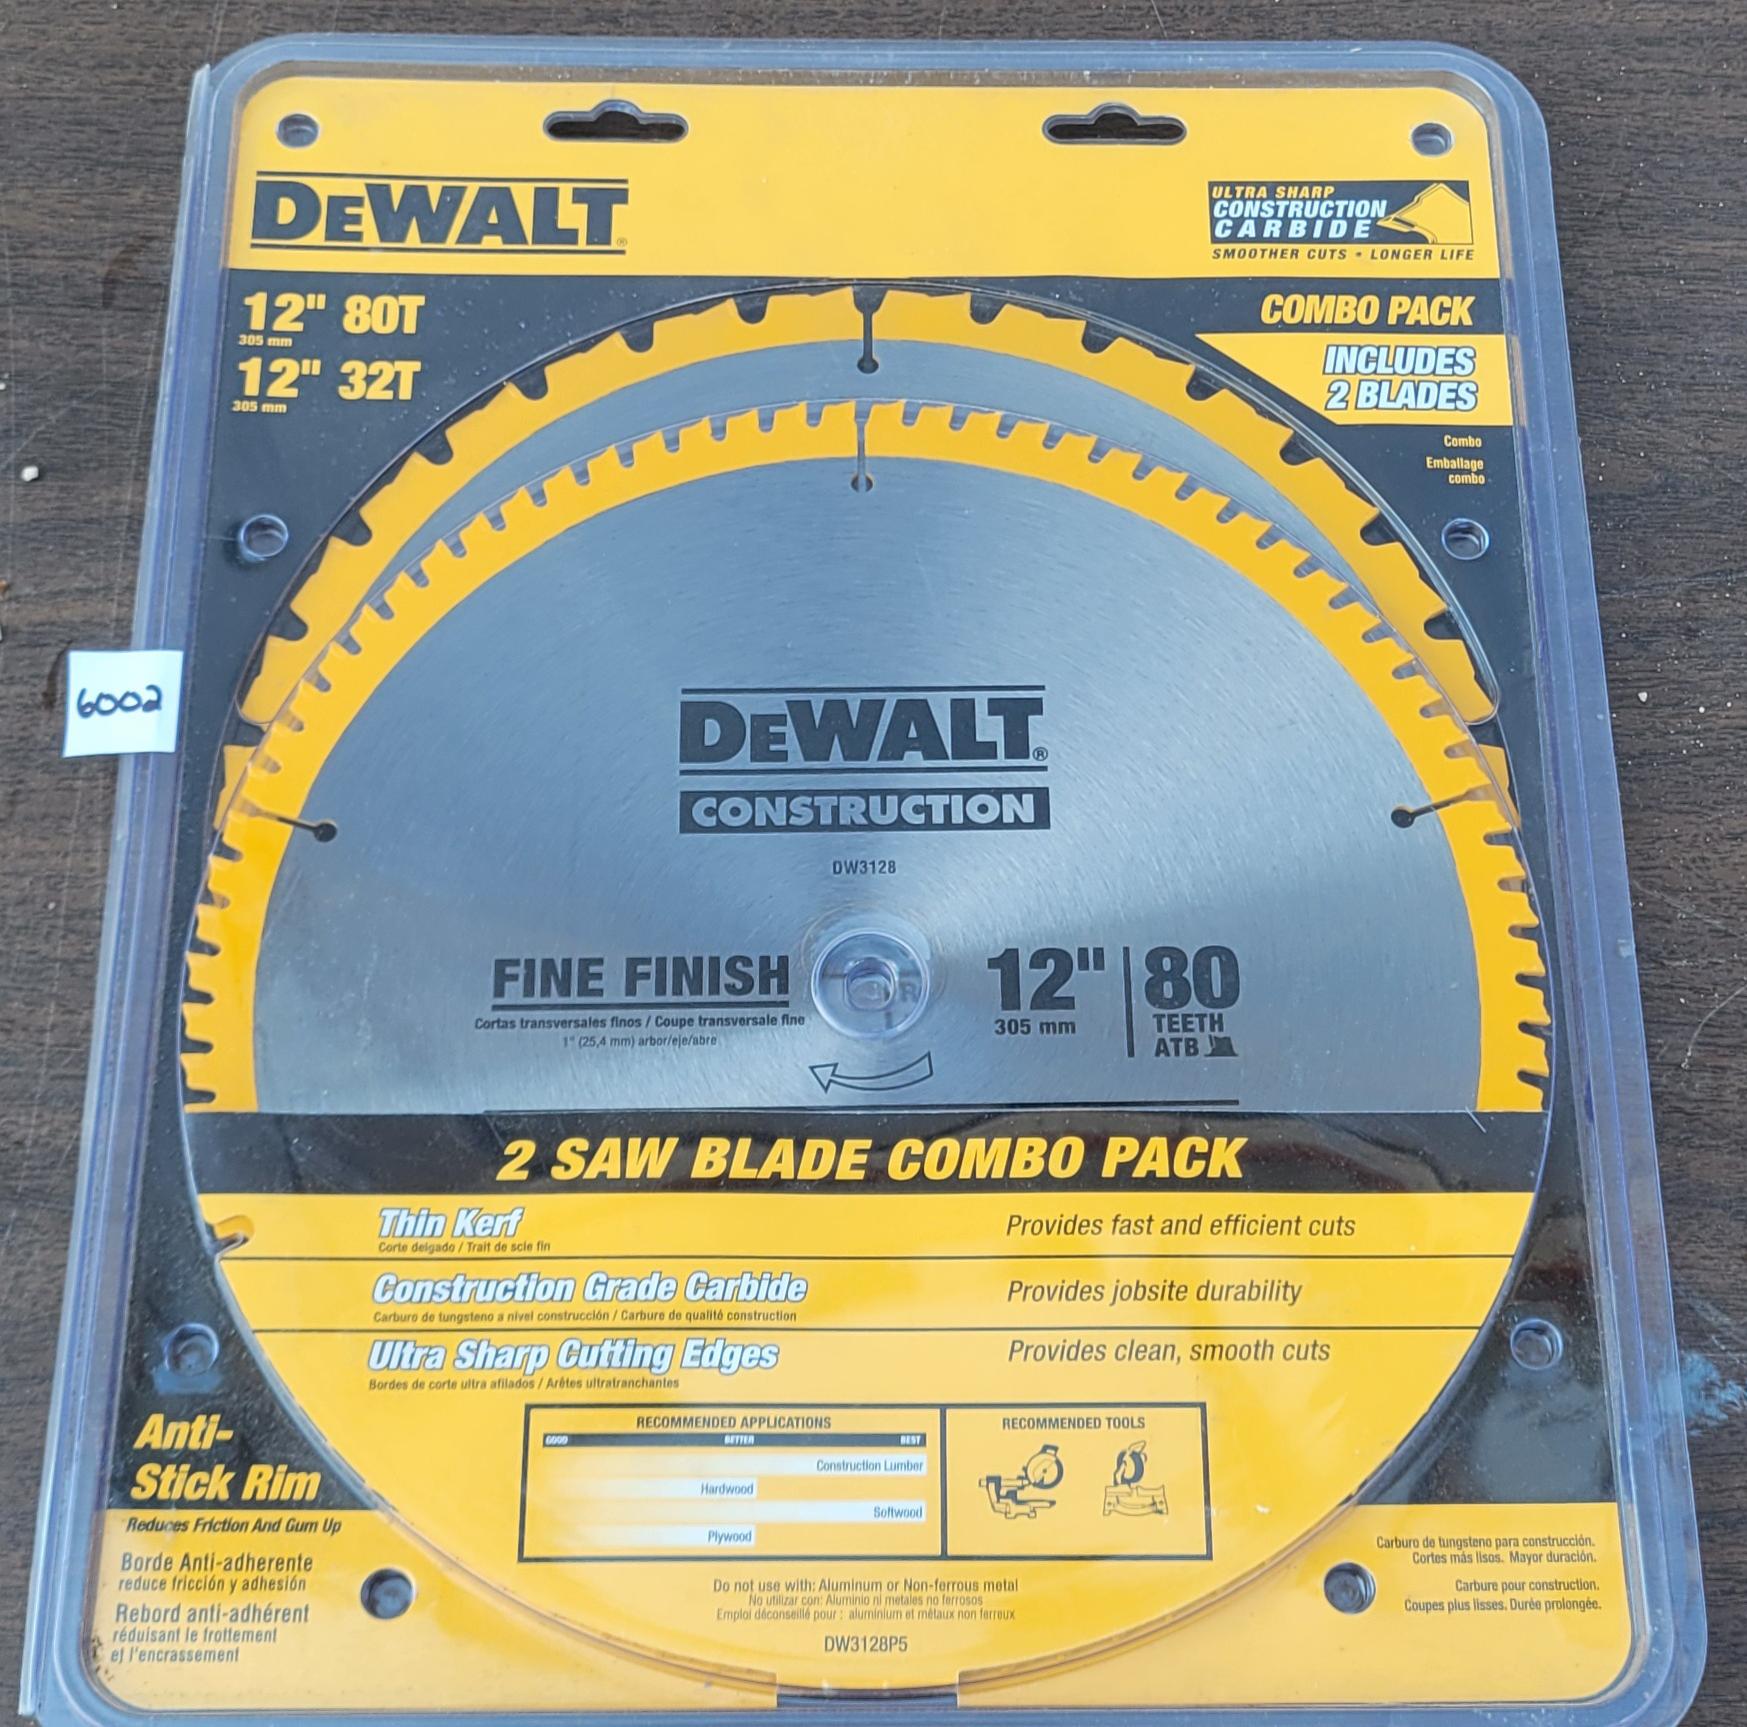 DEWALT®
ULTRA SHARP
CONSTRUCTION
CARBIDE
SMOOTHER CUTS • LONGER LIFE
12" 80T
305 mm
12" 32T
305 mm
COMBO PACK
INCLUDES
2 BLADES
Combo
Emballage
combo
6002
DEWALT®
CONSTRUCTION
DW3128
FINE FINISH
Cortas transversales finos / Coupe transversale fine
1" (25,4 mm) arbor/eje/abre
12"
305 mm
80
TEETH
ATB
2 SAW BLADE COMBO PACK
Thin Kerf
Corte delgado / Trait de scie fin
Provides fast and efficient cuts
Construction Grade Carbide
Carburo de tungsteno a nivel construcción / Carbure de qualité construction
Provides jobsite durability
Ultra Sharp Cutting Edges
Bordes de corte ultra afilados / Arêtes ultratranchantes
Provides clean, smooth cuts
RECOMMENDED APPLICATIONS
GOOD BETTER BEST
Construction Lumber
Hardwood
Softwood
Plywood
RECOMMENDED TOOLS
Anti-
Stick Rim
Reduces Friction And Gum Up
Borde Anti-adherente
reduce fricción y adhesión
Rebord anti-adhérent
réduisant le frottement
et l'encrassement
Do not use with: Aluminum or Non-ferrous metal
No utilizar con: Aluminio ni metales no ferrosos
Emploi déconseillé pour : aluminium et métaux non ferreux
DW3128P5
Carburo de tungsteno para construcción.
Cortes más lisos. Mayor duración.
Carbure pour construction.
Coupes plus lisses. Durée prolongée.